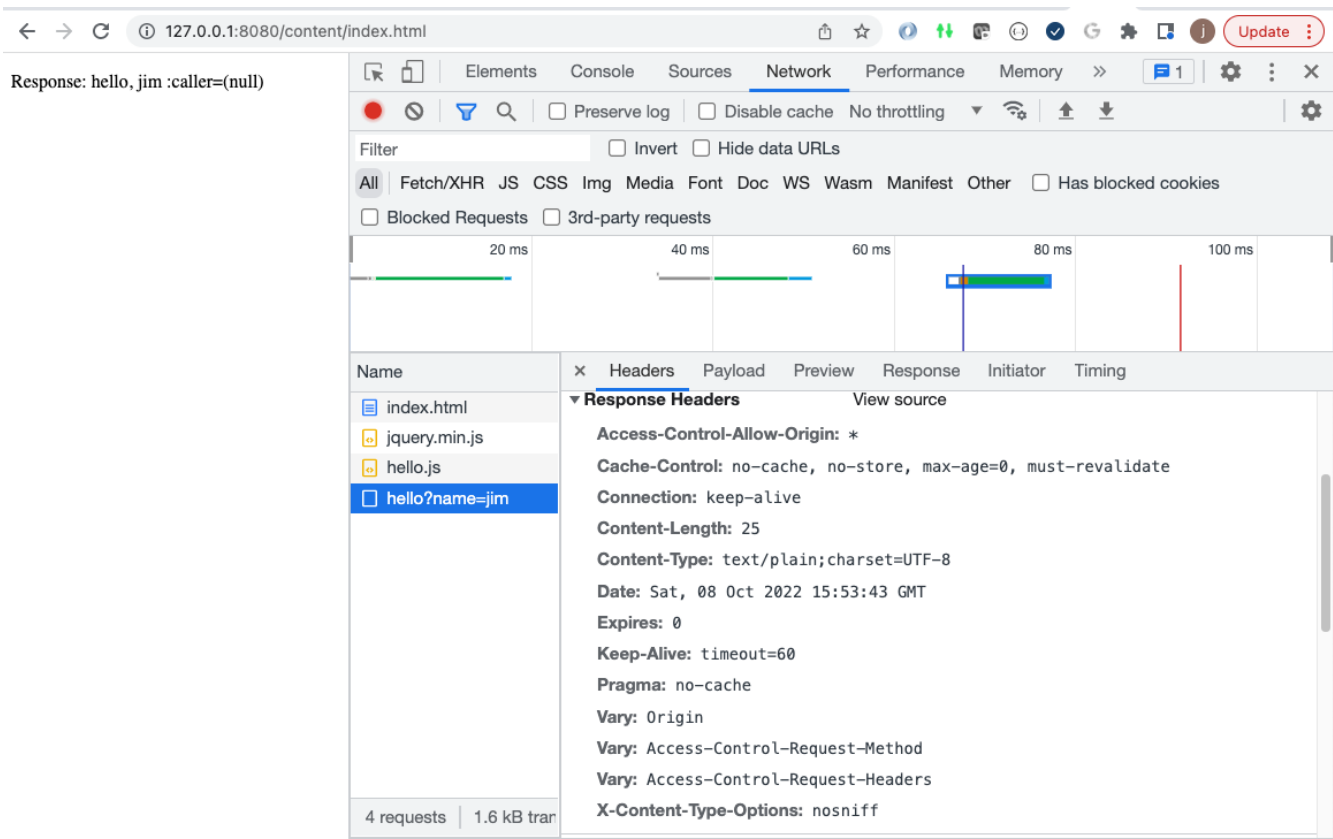 127.0.0.1:8080/content/index.html
G
j
Update
Response: hello, jim :caller=(null)
Elements Console Sources Network Performance Memory » 1
Preserve log Disable cache No throttling
Filter Invert Hide data URLs
All Fetch/XHR JS CSS Img Media Font Doc WS Wasm Manifest Other Has blocked cookies
Blocked Requests 3rd-party requests
20 ms 40 ms 60 ms 80 ms 100 ms
Name
index.html
jquery.min.js
hello.js
hello?name=jim
4 requests 1.6 kB tran
Headers Payload Preview Response Initiator Timing
Response Headers View source
Access-Control-Allow-Origin: *
Cache-Control: no-cache, no-store, max-age=0, must-revalidate
Connection: keep-alive
Content-Length: 25
Content-Type: text/plain;charset=UTF-8
Date: Sat, 08 Oct 2022 15:53:43 GMT
Expires: 0
Keep-Alive: timeout=60
Pragma: no-cache
Vary: Origin
Vary: Access-Control-Request-Method
Vary: Access-Control-Request-Headers
X-Content-Type-Options: nosniff